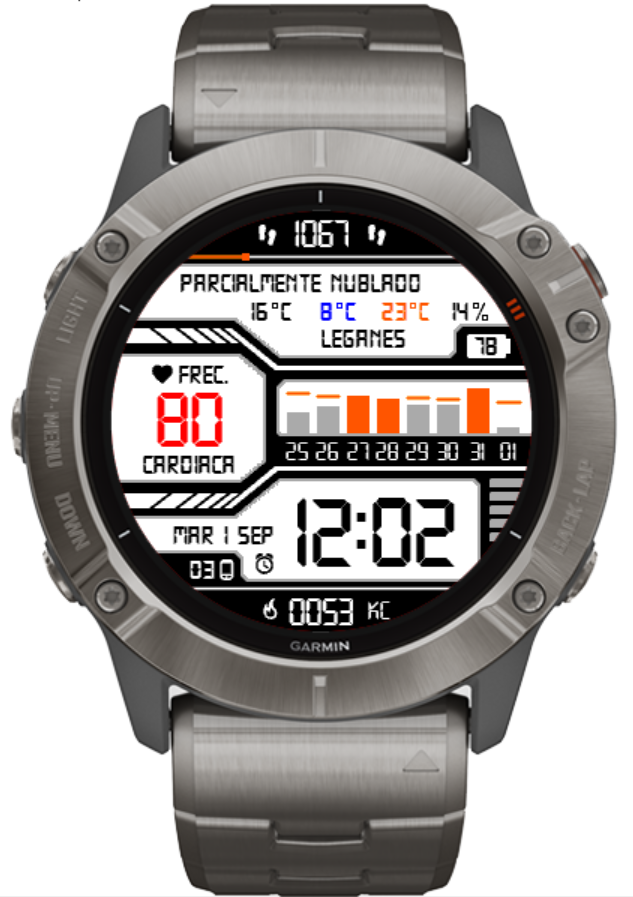 1067
PARCIALMENTE NUBLADO
16°C 8°C 23°C 14%
LEGANES
78
FREC.
80
CARDIACA
25 26 27 28 29 30 31 01
12:02
MAR 1 SEP
03
0053 KC
GARMIN
LIGHT
UP·MENU
DOWN
BACK·LAP